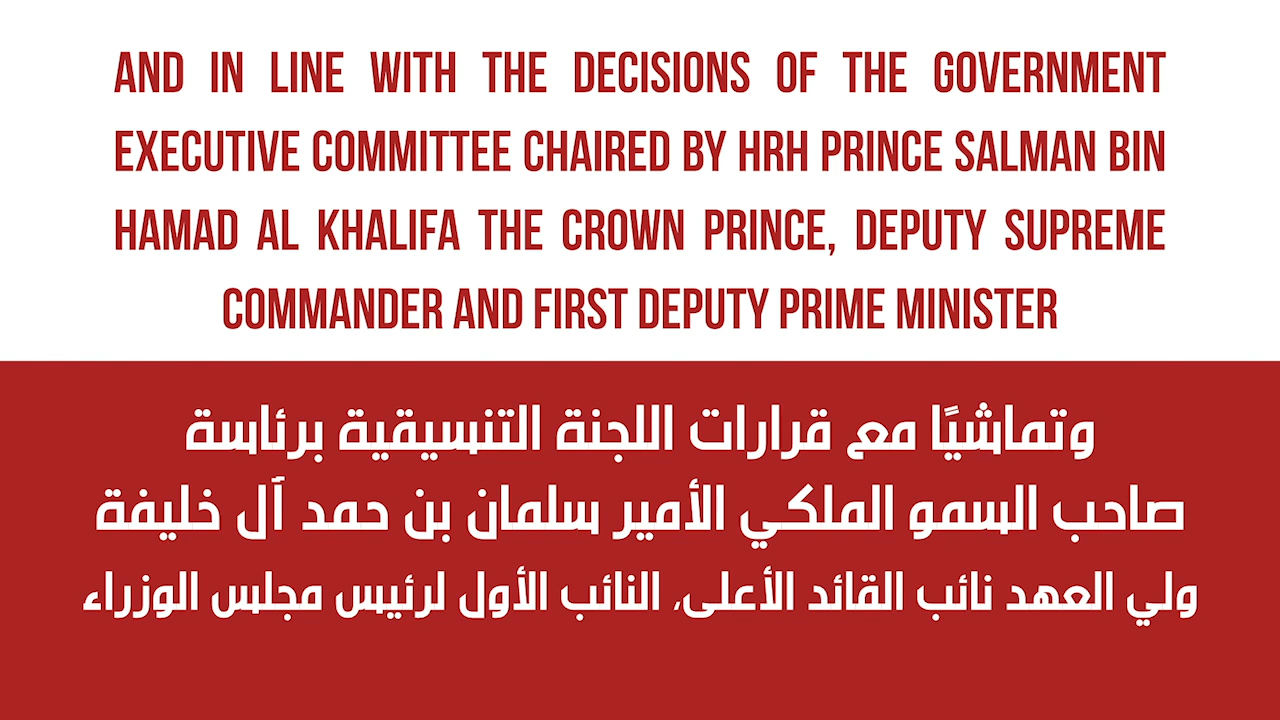 AND IN LINE WITH THE DECISIONS OF THE GOVERNMENT
EXECUTIVE COMMITTEE CHAIRED BY HRH PRINCE SALMAN BIN
HAMAD AL KHALIFA THE CROWN PRINCE, DEPUTY SUPREME
COMMANDER AND FIRST DEPUTY PRIME MINISTER
وتماشيًا مع قرارات اللجنة التنسيقية برئاسة
صاحب السمو الملكي الأمير سلمان بن حمد آل خليفة
ولي العهد نائب القائد الأعلى، النائب الأول لرئيس مجلس الوزراء